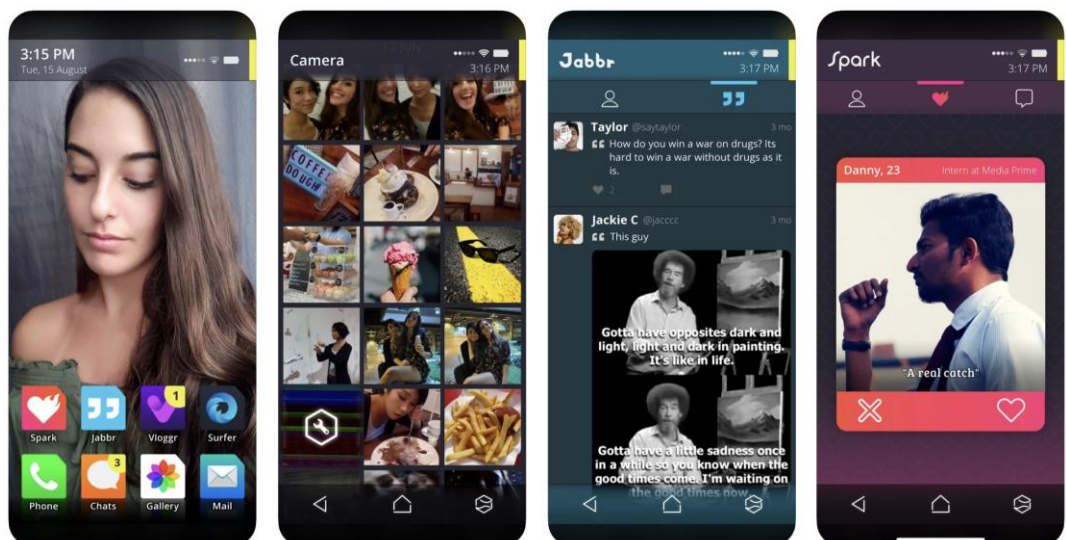 3:15 PM
Tue, 15 August
Spark
Jabbr
1
Vloggr
Surfer
Phone
3
Chats
Gallery
Mail
Camera
13 July
3:16 PM
COFFE
DOUGH
Jabbr
3:17 PM
Taylor @saytaylor 3 mo
How do you win a war on drugs? Its
hard to win a war without drugs as it
is.
2
Jackie C @jacccc 3 mo
This guy
Gotta have opposites dark and
light, light and dark in painting.
It's like in life.
Gotta have a little sadness once
in a while so you know when the
good times come. I'm waiting on
the good times now
Spark
3:17 PM
Danny, 23 Intern at Media Prime
"A real catch"